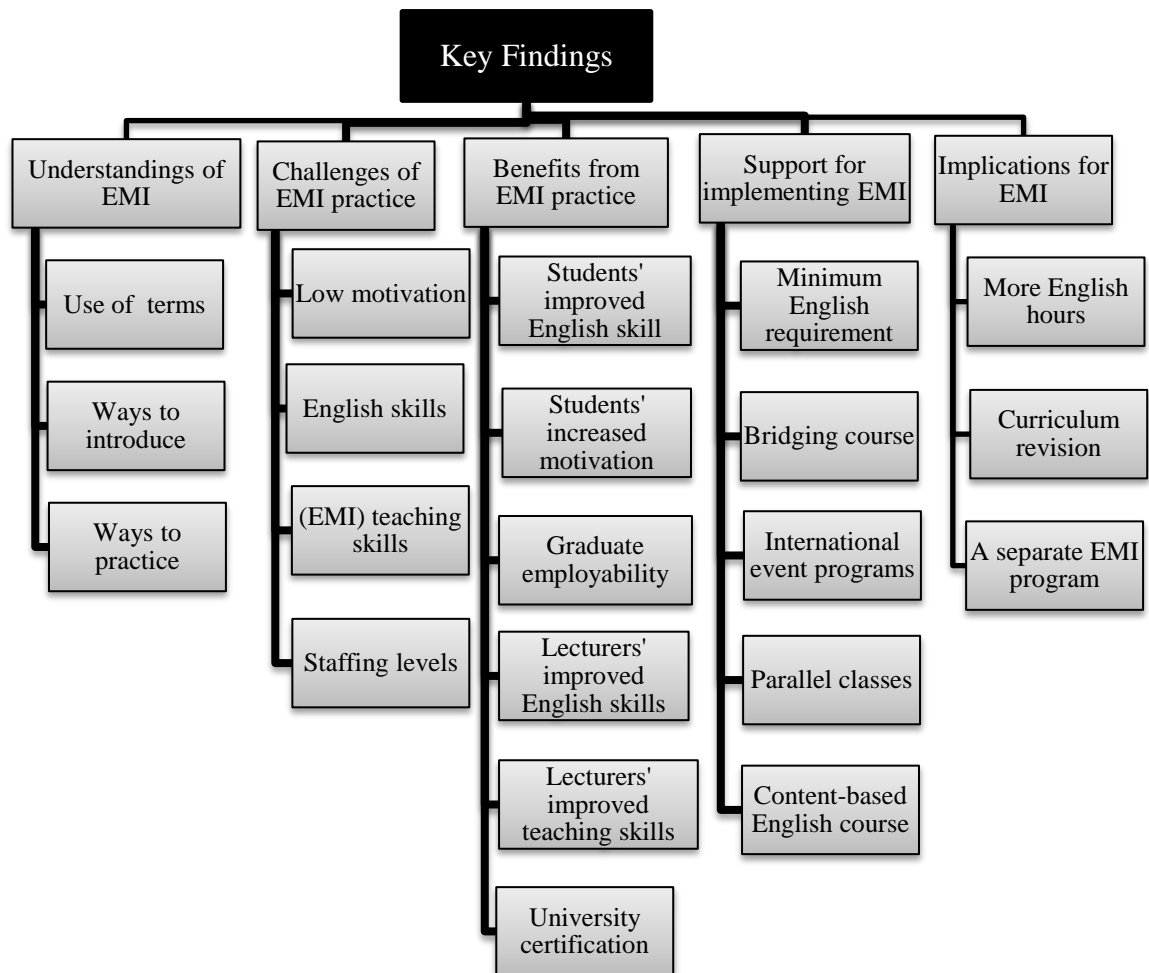 Key Findings
Understandings of
EMI
Use of terms
Ways to
introduce
Ways to
practice
Challenges of
EMI practice
Low motivation
English skills
(EMI) teaching
skills
Staffing levels
Benefits from
EMI practice
Students'
improved
English skill
Students'
increased
motivation
Graduate
employability
Lecturers'
improved
English skills
Lecturers'
improved
teaching skills
University
certification
Support for
implementing EMI
Minimum
English
requirement
Bridging course
International
event programs
Parallel classes
Content-based
English course
Implications for
EMI
More English
hours
Curriculum
revision
A separate EMI
program